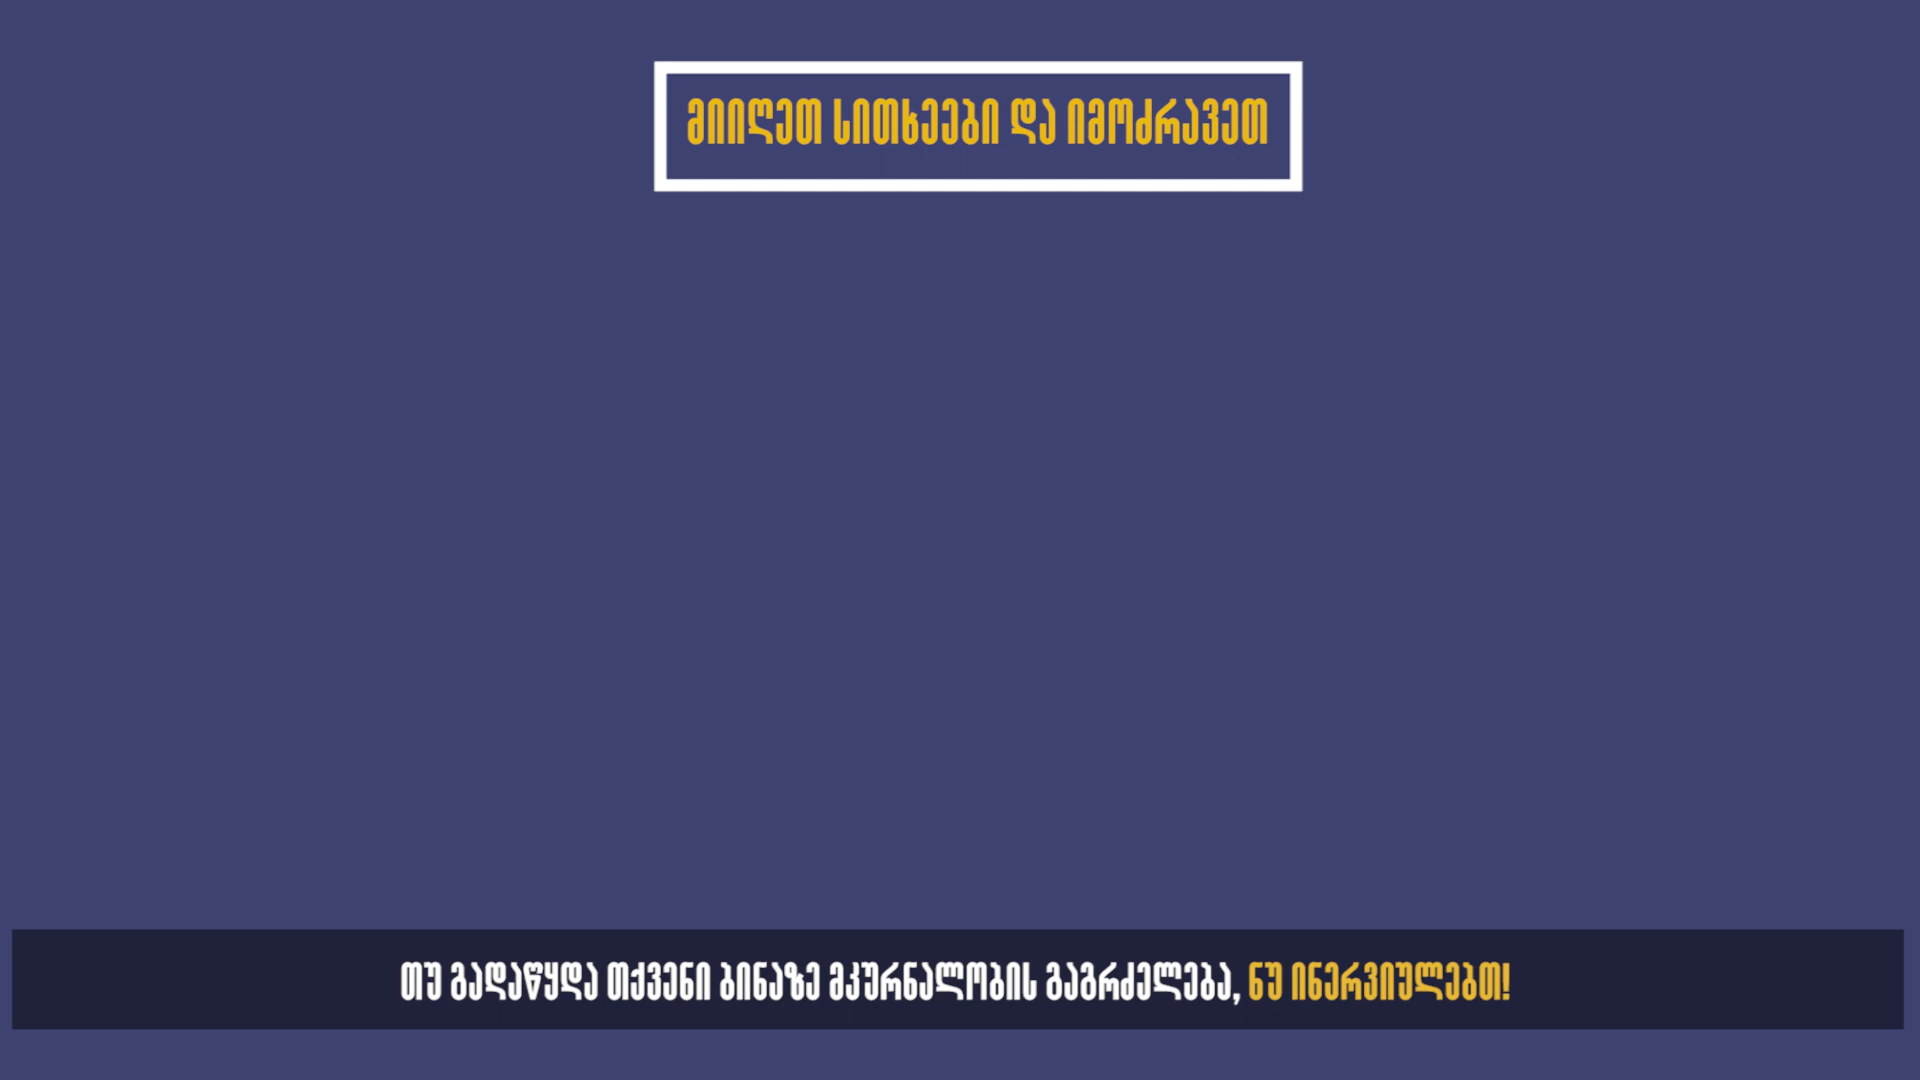 მიიღეთ სითხეები და იმოძრავეთ
თუ გადაწყდა თქვენი ბინაზე მკურნალობის გაგრძელება, ნუ ინერვიულებთ!